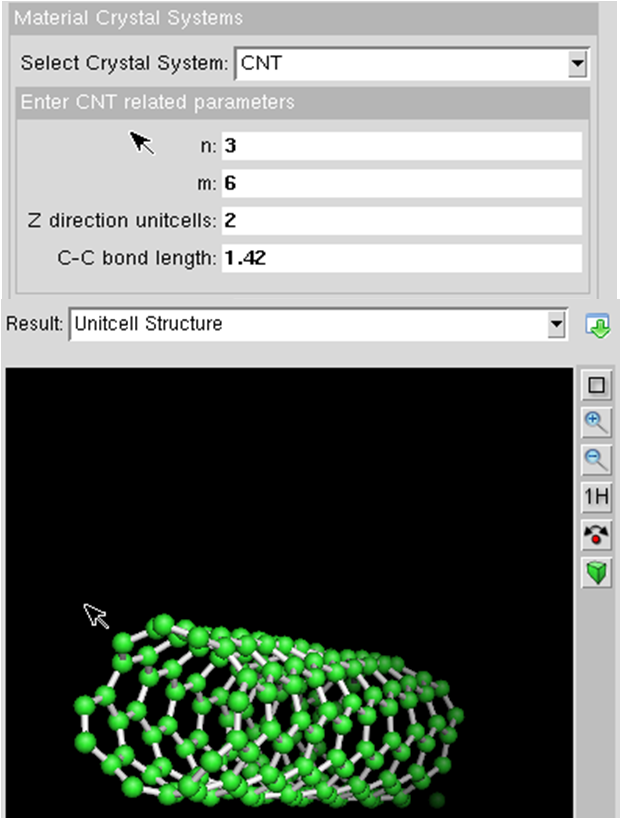 Material Crystal Systems
Select Crystal System: CNT
Enter CNT related parameters
n: 3
m: 6
Z direction unitcells: 2
C-C bond length: 1.42
Result: Unitcell Structure
1H